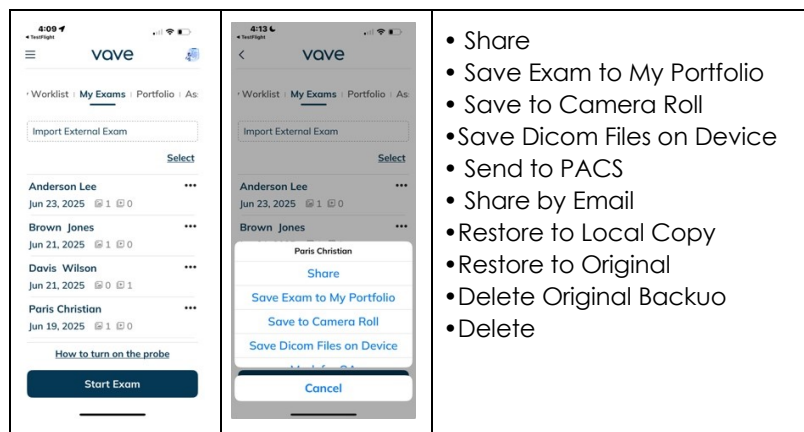 4:09
TestFlight
vave
Worklist My Exams Portfolio As
Import External Exam
Select
Anderson Lee
Jun 23, 2025 1 0
Brown Jones
Jun 21, 2025 1 0
Davis Wilson
Jun 21, 2025 0 1
Paris Christian
Jun 19, 2025 1 0
How to turn on the probe
Start Exam
4:13
TestFlight
vave
Worklist My Exams Portfolio As
Import External Exam
Select
Anderson Lee
Jun 23, 2025 1 0
Brown Jones
Paris Christian
Share
Save Exam to My Portfolio
Save to Camera Roll
Save Dicom Files on Device
Cancel
• Share
• Save Exam to My Portfolio
• Save to Camera Roll
•Save Dicom Files on Device
• Send to PACS
• Share by Email
•Restore to Local Copy
•Restore to Original
•Delete Original Backuo
•Delete